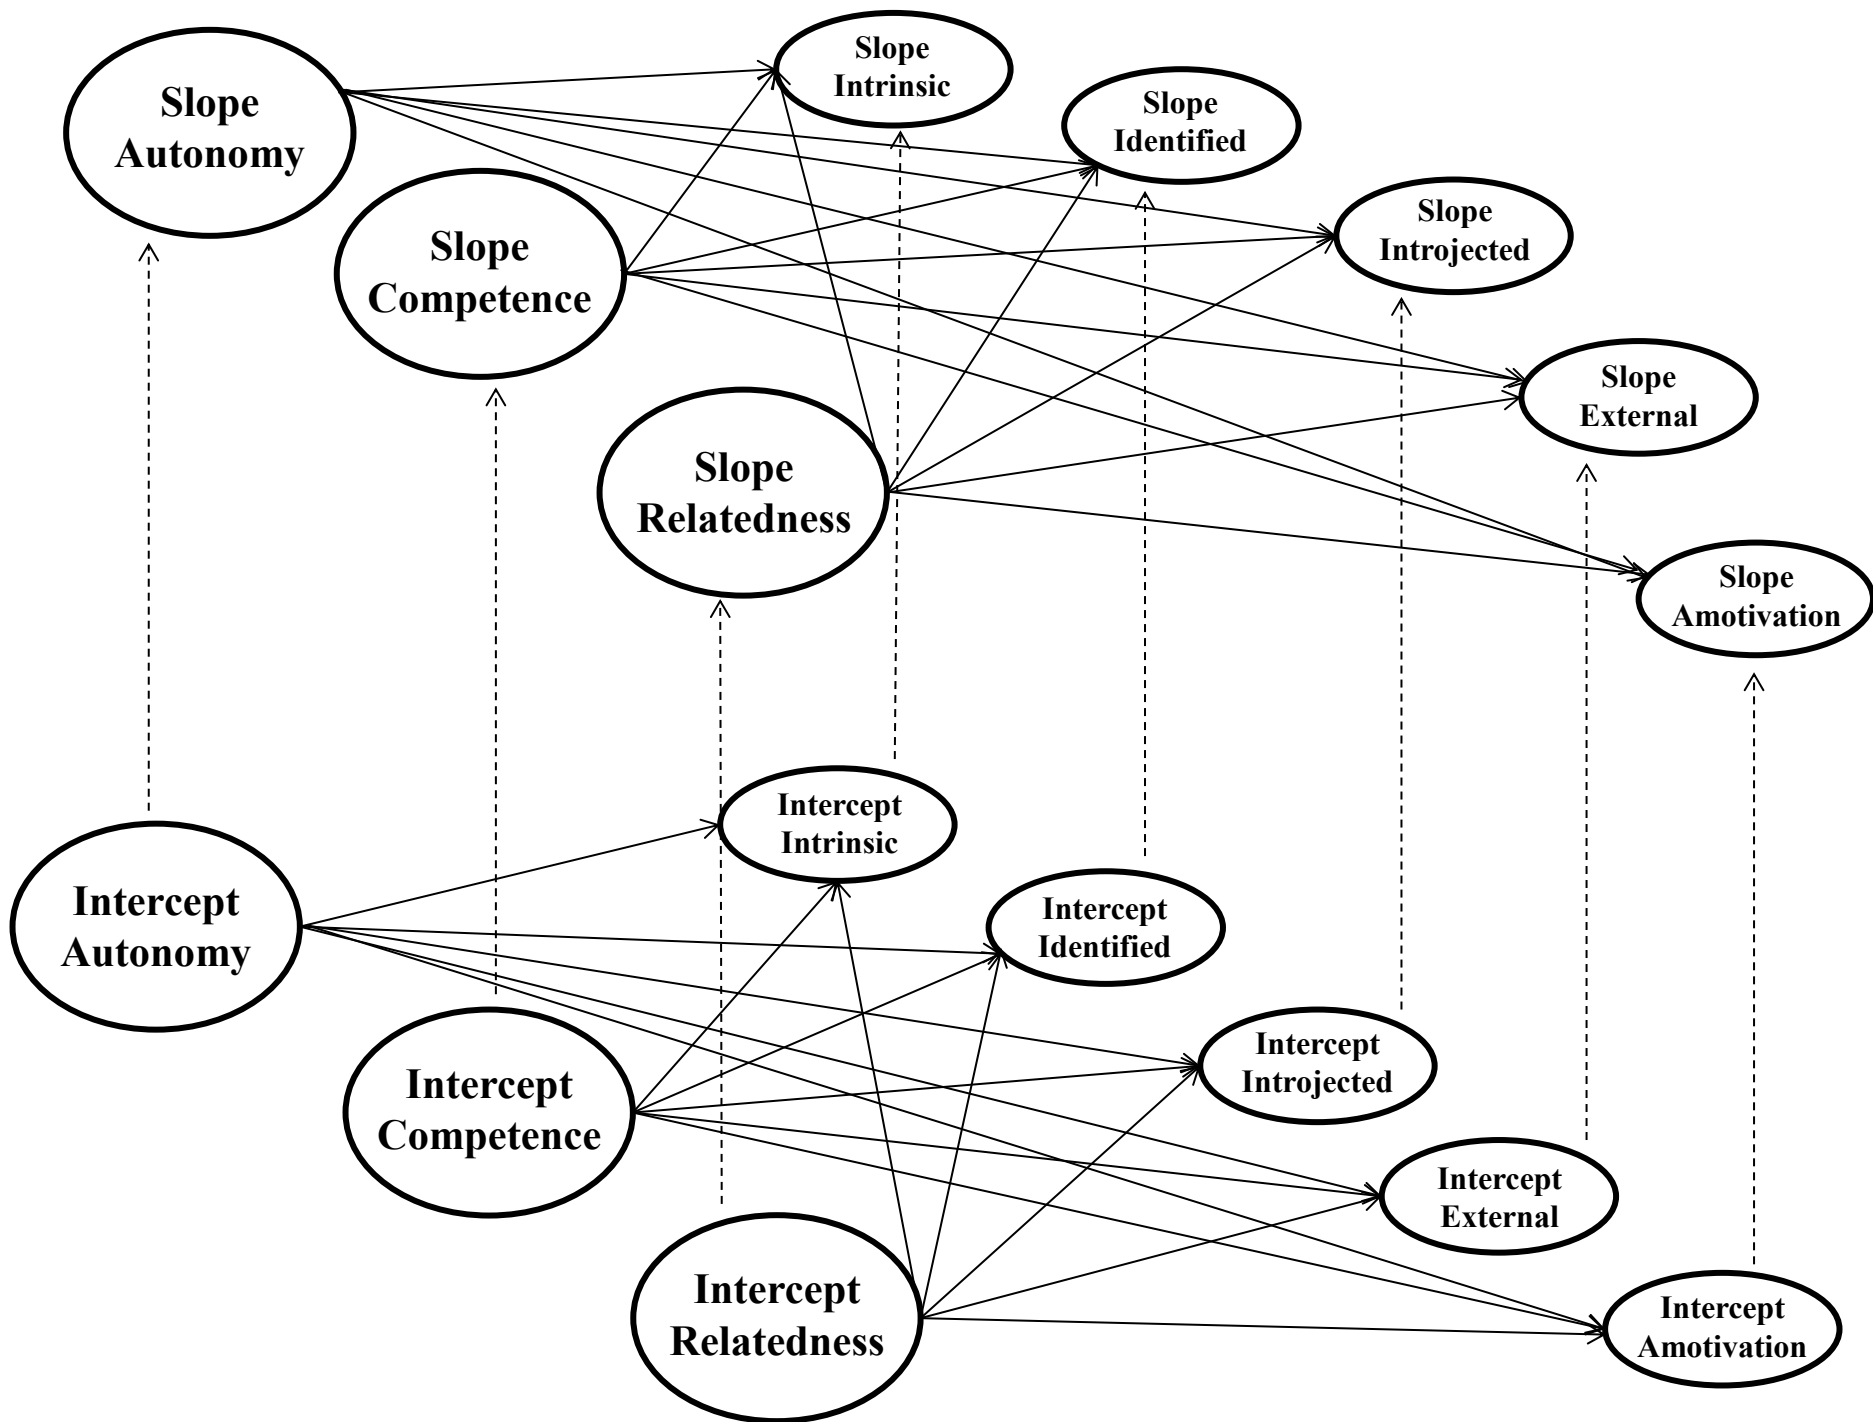 Slope
Intrinsic
Slope
Autonomy
Slope
Identified
Slope
Introjected
Slope
Competence
Slope
External
Slope
Relatedness
Slope
Amotivation
Intercept
Intrinsic
Intercept
Autonomy
Intercept
Identified
Intercept
Introjected
Intercept
Competence
Intercept
External
Intercept
Relatedness
Intercept
Amotivation